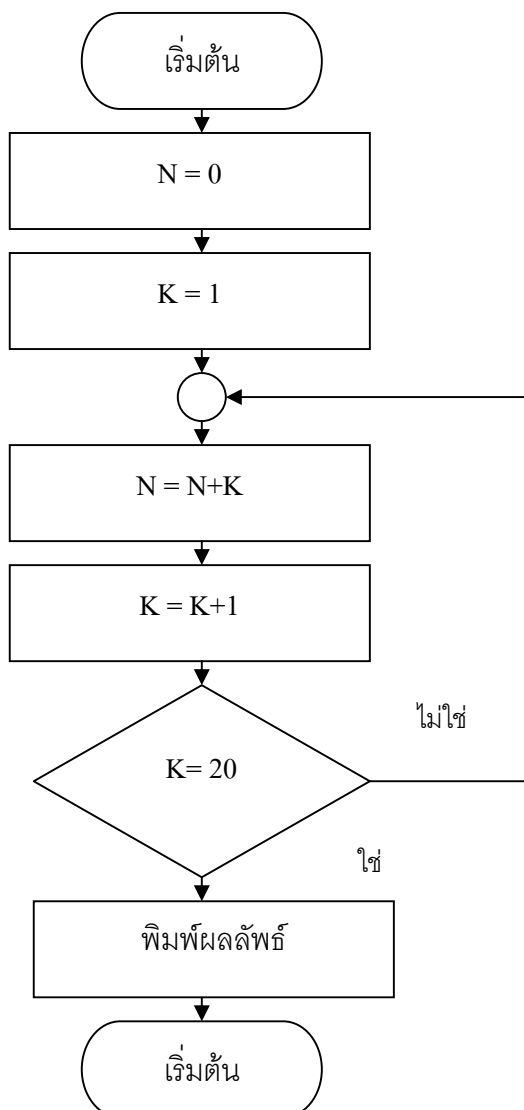 เริ่มต้น
N = 0
K = 1
N = N+K
K = K+1
ไม่ใช่
K= 20
ใช่
พิมพ์ผลลัพธ์
เริ่มต้น